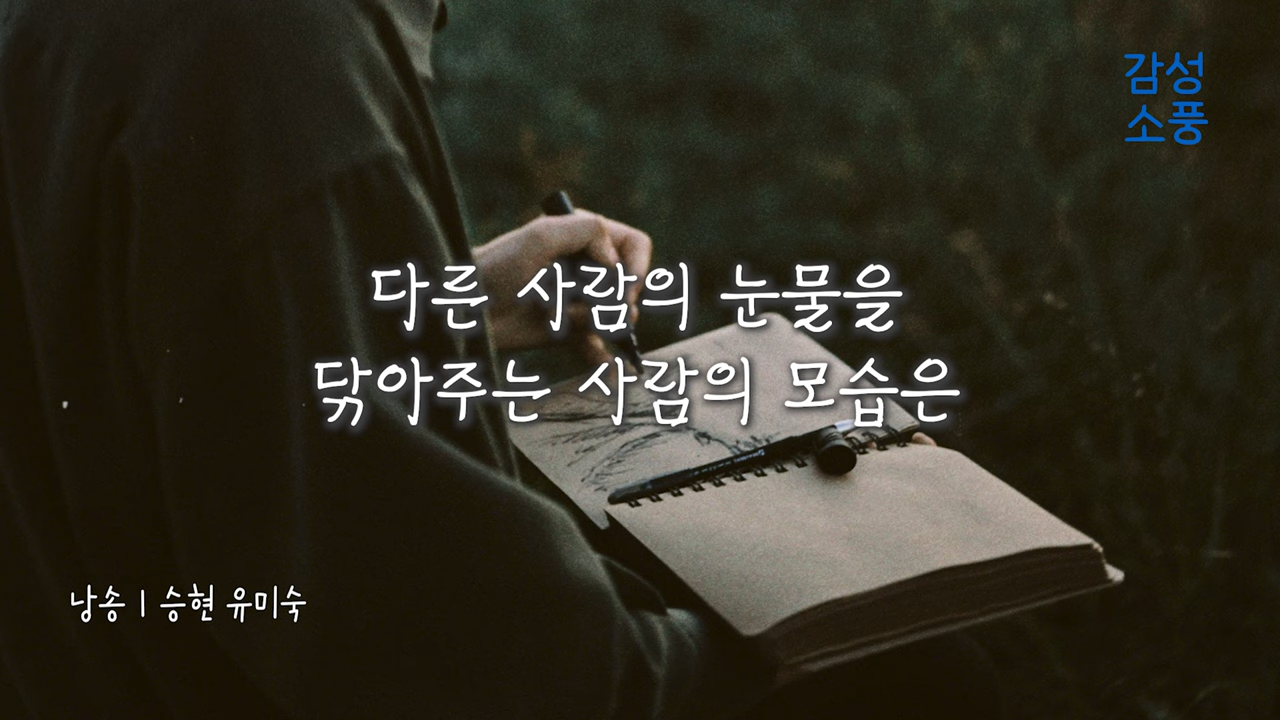 감성
소풍
다른 사람의 눈물을
닦아주는 사람의 모습은
낭송 | 승현 유미숙